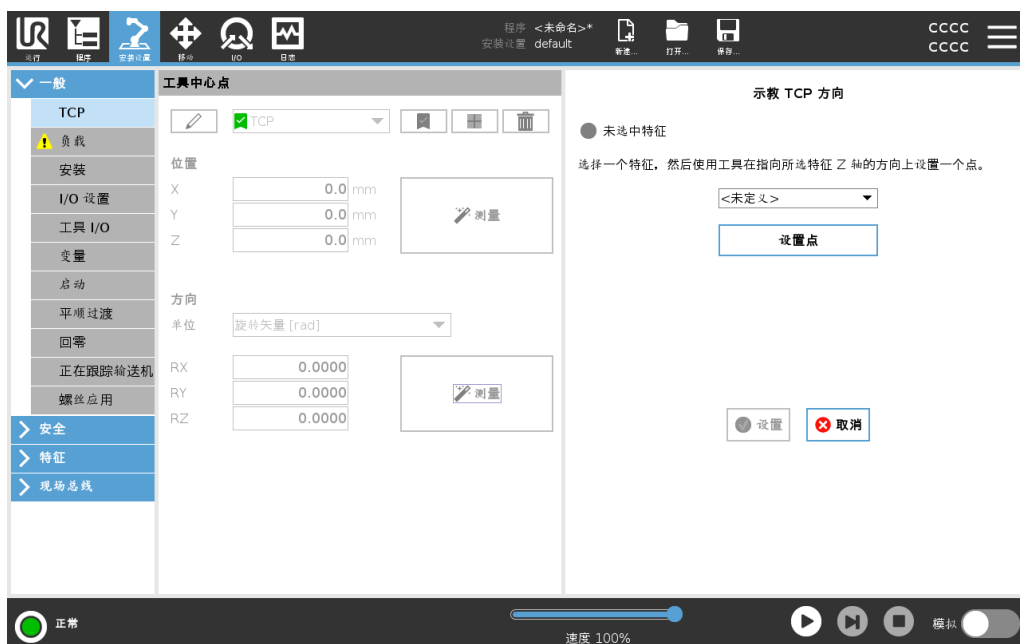 程序 <未命名>*
安装设置 default
运行 程序 安装设置 移动 I/O 日志 新建... 打开... 保存...
CCCC
CCCC
一般
TCP
负载
安装
I/O 设置
工具 I/O
变量
启动
平顺过渡
回零
正在跟踪输送机
螺丝应用
安全
特征
现场总线
工具中心点
TCP
位置
X 0.0 mm
Y 0.0 mm
Z 0.0 mm
测量
方向
单位 旋转矢量 [rad]
RX 0.0000
RY 0.0000
RZ 0.0000
测量
示教 TCP 方向
未选中特征
选择一个特征，然后使用工具在指向所选特征 Z 轴的方向上设置一个点。
<未定义>
设置点
设置 取消
正常
速度 100%
模拟